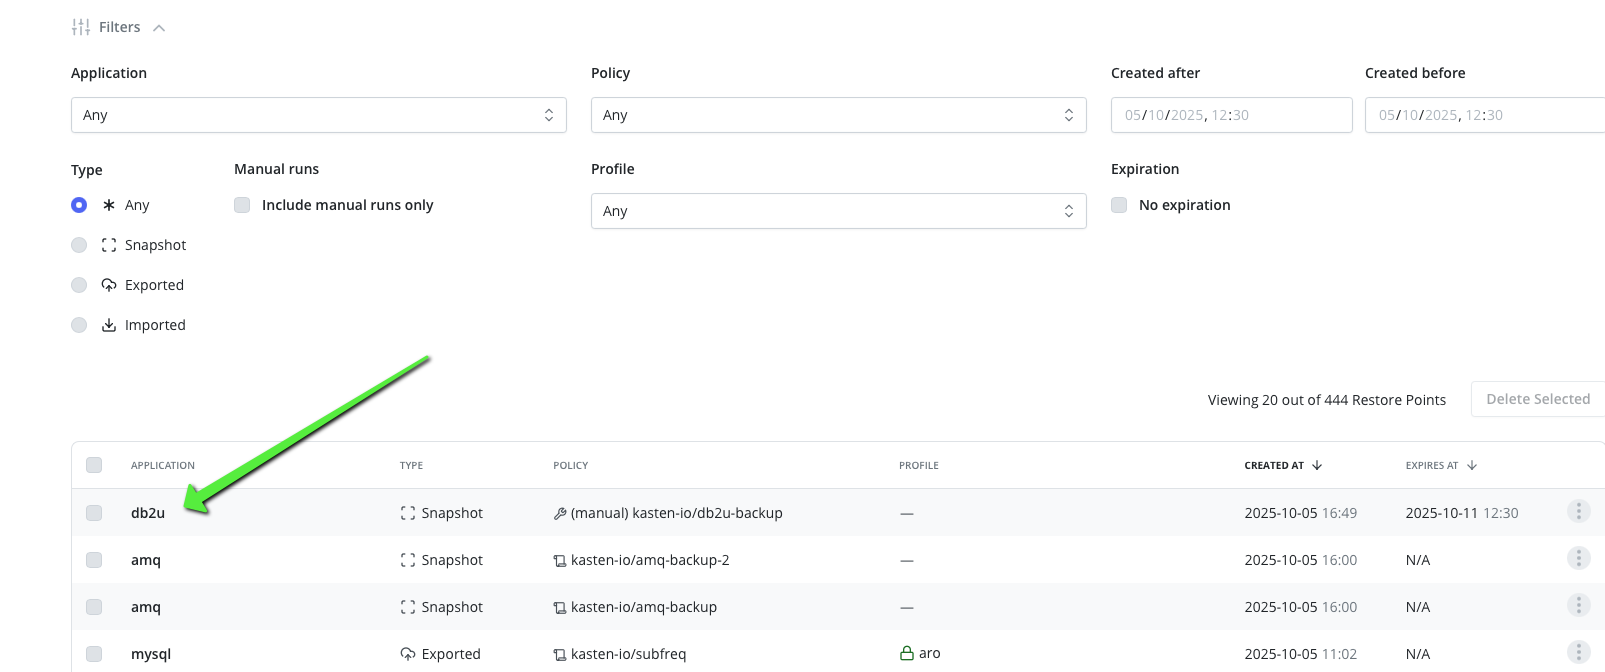 Filters
Application Policy Created after Created before
Any Any 05/10/2025, 12:30 05/10/2025, 12:30
Type Manual runs Profile Expiration
Any Include manual runs only Any No expiration
Snapshot
Exported
Imported
Viewing 20 out of 444 Restore Points Delete Selected
APPLICATION TYPE POLICY PROFILE CREATED AT EXPIRES AT
db2u Snapshot (manual) kasten-io/db2u-backup — 2025-10-05 16:49 2025-10-11 12:30
amq Snapshot kasten-io/amq-backup-2 — 2025-10-05 16:00 N/A
amq Snapshot kasten-io/amq-backup — 2025-10-05 16:00 N/A
mysql Exported kasten-io/subfreq aro 2025-10-05 11:02 N/A